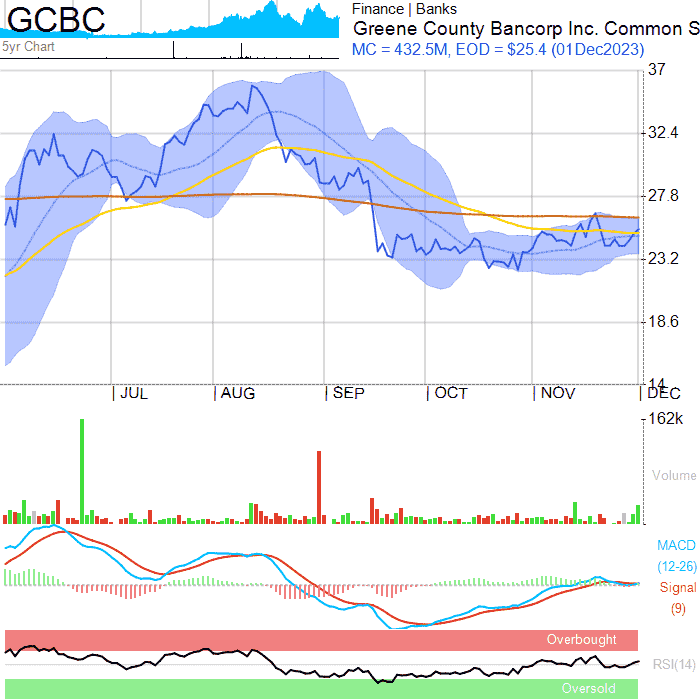 GCBC
5yr Chart
Finance | Banks
Greene County Bancorp Inc. Common S
MC = 432.5M, EOD = $25.4 (01Dec2023)
37
32.4
27.8
23.2
18.6
14
JUL AUG SEP OCT NOV DEC
162k
Volume
MACD
(12-26)
Signal
(9)
Overbought
RSI(14)
Oversold